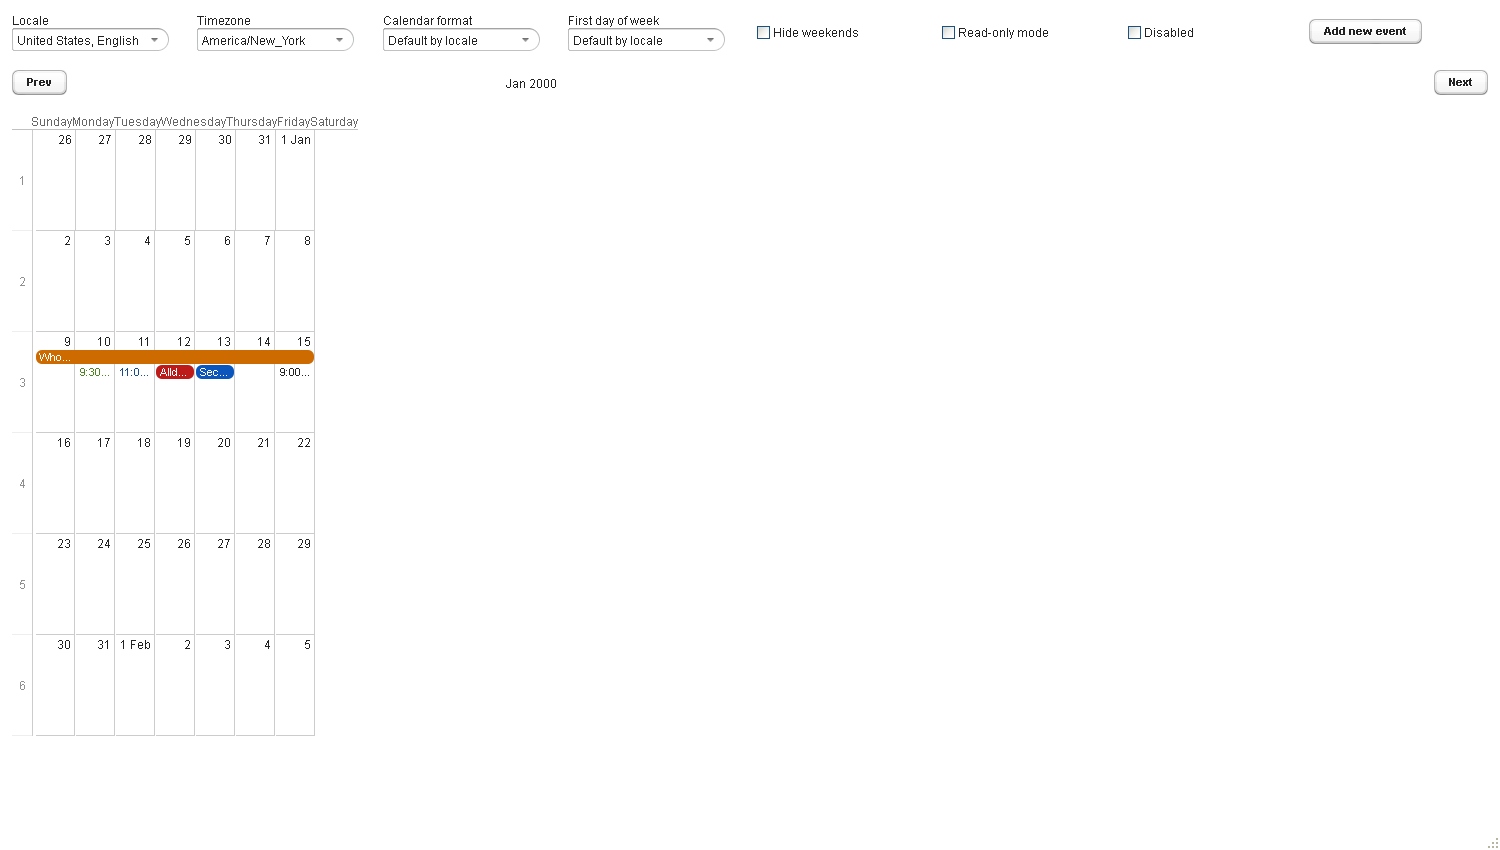 Locale Timezone Calendar format First day of week
United States, English America/New_York Default by locale Default by locale Hide weekends Read-only mode Disabled Add new event
Prev Jan 2000 Next
Sunday Monday Tuesday Wednesday Thursday Friday Saturday
26 27 28 29 30 31 1 Jan
1
2 3 4 5 6 7 8
2
9 10 11 12 13 14 15
Who...
9:30... 11:0... Alld... Sec... 9:00...
3
16 17 18 19 20 21 22
4
23 24 25 26 27 28 29
5
30 31 1 Feb 2 3 4 5
6